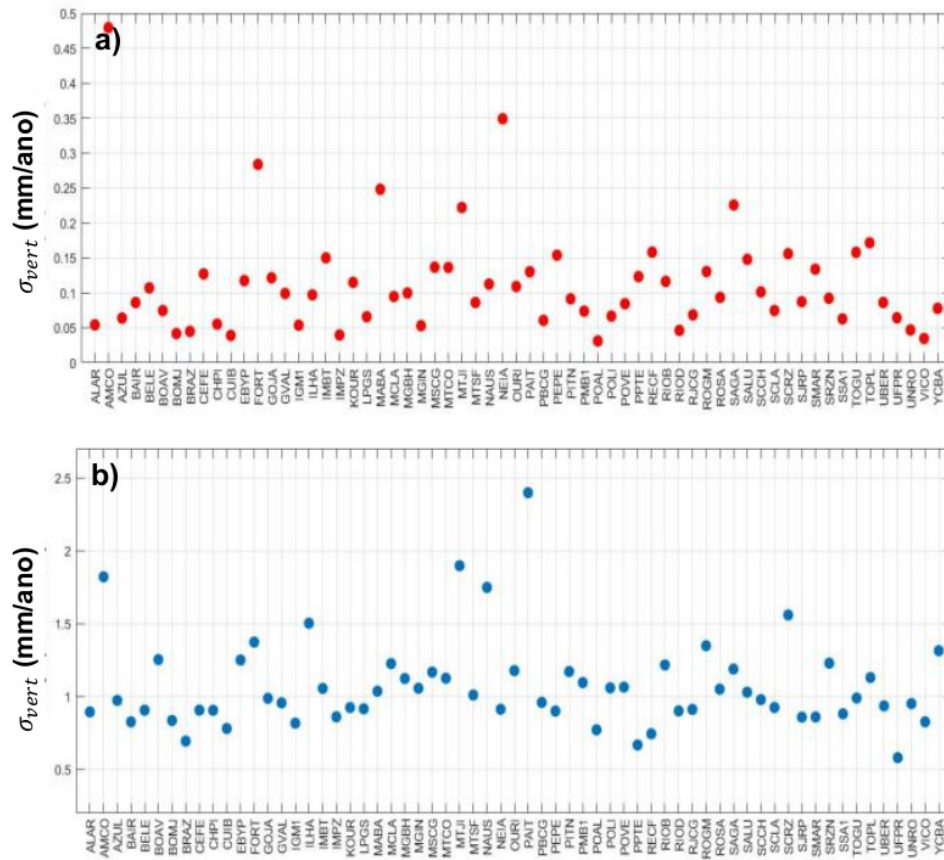 a)
σvert (mm/ano)
0.5
0.45
0.4
0.35
0.3
0.25
0.2
0.15
0.1
0.05
0
ALAR
AMCO
AZUL
BAIR
BELE
BOAV
BOMJ
BRAZ
CEFE
CHPI
CUIB
EBYP
FORT
GOJA
GVAL
IGM1
ILHA
IMBT
IMPZ
KOUR
LPGS
MABA
MCLA
MGBH
MGIN
MSCG
MTCO
MTJI
MTSF
NAUS
NEIA
OURI
PAIT
PBCG
PEPE
PITN
PMB1
POAL
POLI
POVE
PPTE
RECF
RIOB
RIOD
RJCG
ROGM
ROSA
SAGA
SALU
SCCH
SCLA
SCRZ
SJRP
SMAR
SRZN
SSA1
TOGU
TOPL
UBER
UFPR
UNRO
VICO
YCBA
b)
σvert (mm/ano)
2.5
2
1.5
1
0.5
ALAR
AMCO
AZUL
BAIR
BELE
BOAV
BOMJ
BRAZ
CEFE
CHPI
CUIB
EBYP
FORT
GOJA
GVAL
IGM1
ILHA
IMBT
IMPZ
KOUR
LPGS
MABA
MCLA
MGBH
MGIN
MSCG
MTCO
MTJI
MTSF
NAUS
NEIA
OURI
PAIT
PBCG
PEPE
PITN
PMB1
POAL
POLI
POVE
PPTE
RECF
RIOB
RIOD
RJCG
ROGM
ROSA
SAGA
SALU
SCCH
SCLA
SCRZ
SJRP
SMAR
SRZN
SSA1
TOGU
TOPL
UBER
UFPR
UNRO
VICO
YCBA